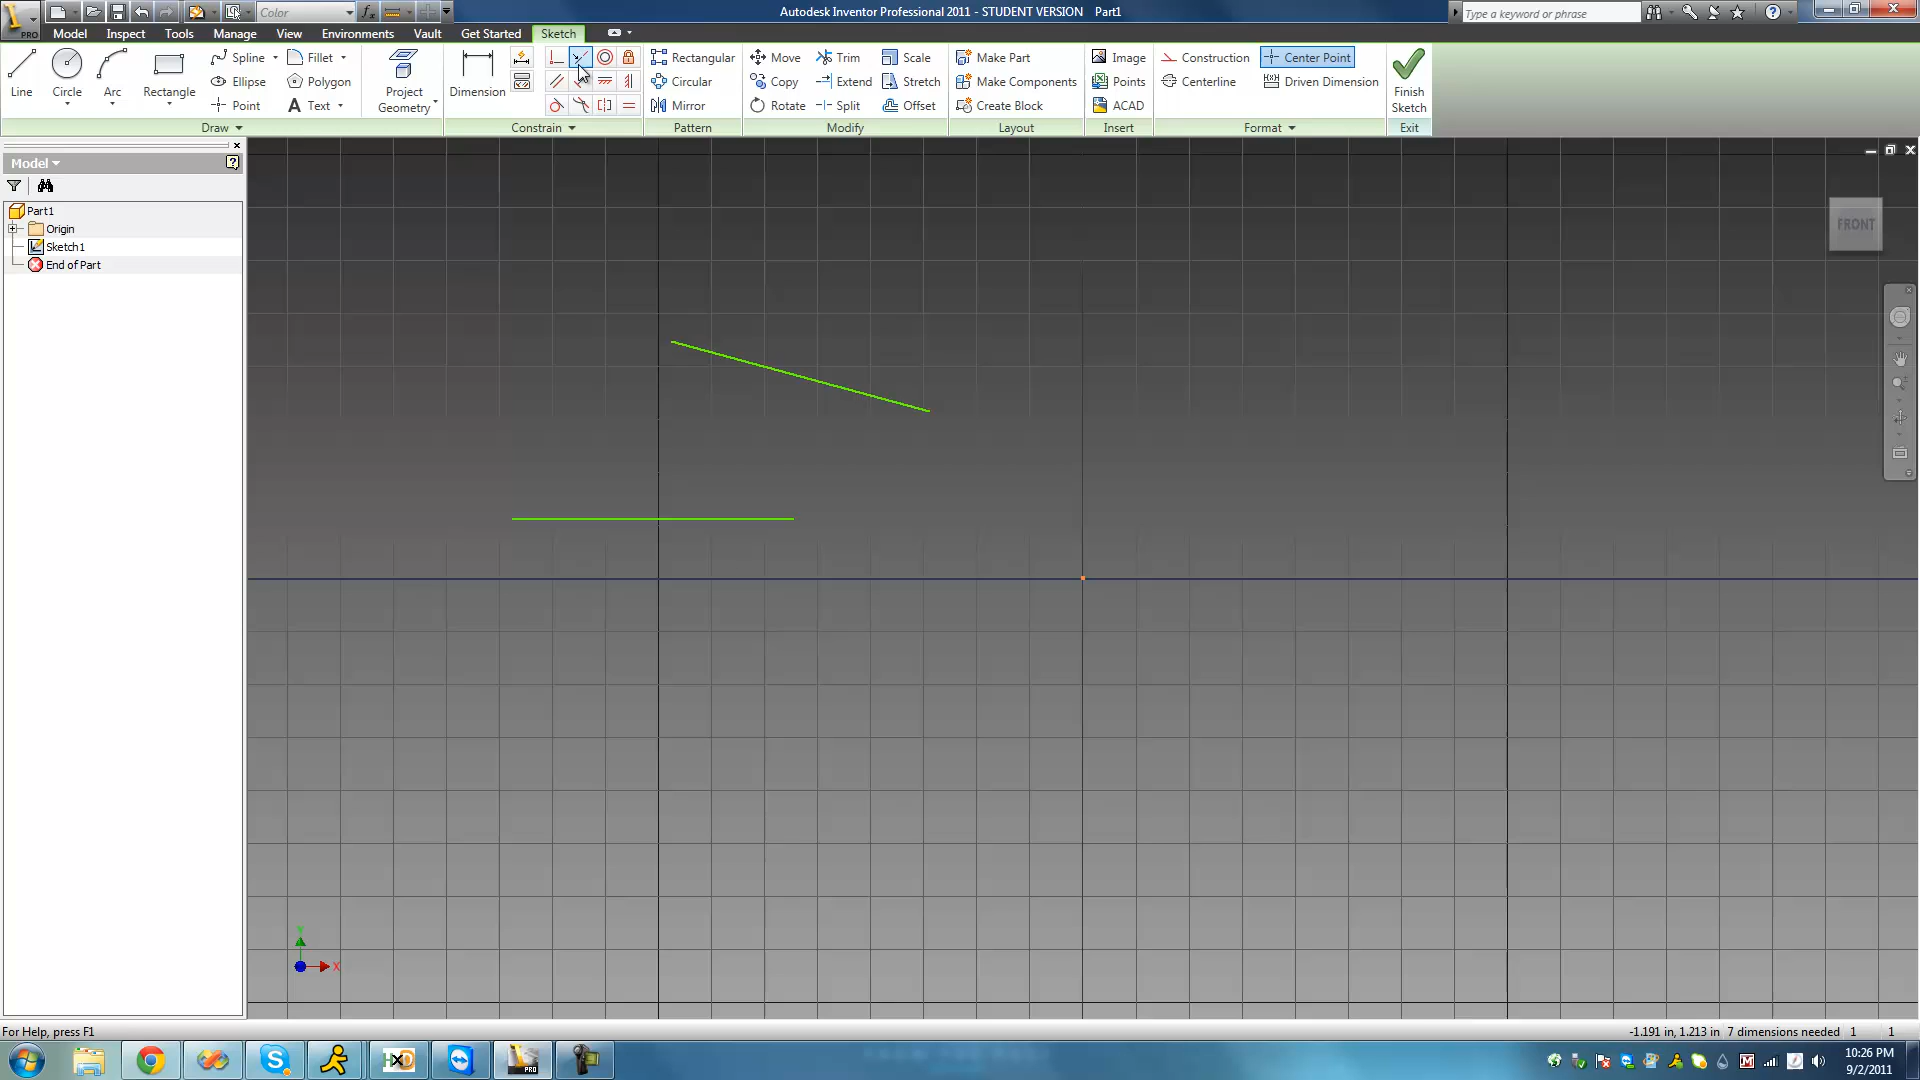 Color
Autodesk Inventor Professional 2011 - STUDENT VERSION Part1
Type a keyword or phrase
PRO
Model Inspect Tools Manage View Environments Vault Get Started Sketch
Line Circle Arc Rectangle
Spline Fillet
Ellipse Polygon
Point Text
Project Geometry
Dimension
Rectangular
Circular
Mirror
Move Trim Scale
Copy Extend Stretch
Rotate Split Offset
Make Part
Make Components
Create Block
Image
Points
ACAD
Construction Center Point
Centerline Driven Dimension
Finish Sketch
Draw Constrain Pattern Modify Layout Insert Format Exit
Model
Part1
Origin
Sketch1
End of Part
FRONT
Y
X
For Help, press F1
-1.191 in, 1.213 in 7 dimensions needed 1 1
PRO
10:26 PM
9/2/2011